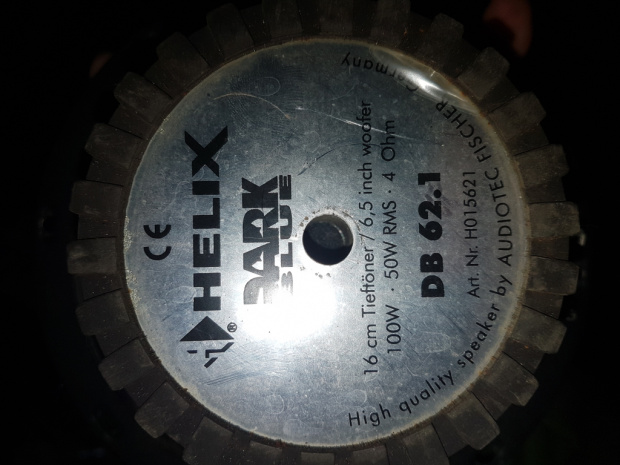 CE
HELIX
®
DARK
BLUE
16 cm Tieftöner / 6,5 inch woofer
100W · 50W RMS · 4 Ohm
DB 62.1
Art. Nr. H015621
High quality speaker by AUDIOTEC FISCHER Germany